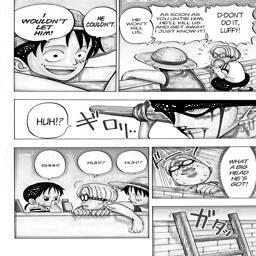 D-DON'T
DO IT,
LUFFY!
AS SOON AS
YOU UNTIE HIM,
HE'LL KILL US
AND GET AWAY!
I JUST KNOW IT!
HE
WON'T
KILL
US.
HE
COULDN'T.
I
WOULDN'T
LET
HIM!
ギロッ
HUH!?
WHAT A
BIG HEAD
HE'S
GOT!
ガタッ
HUH?
HUH?
SHHH!